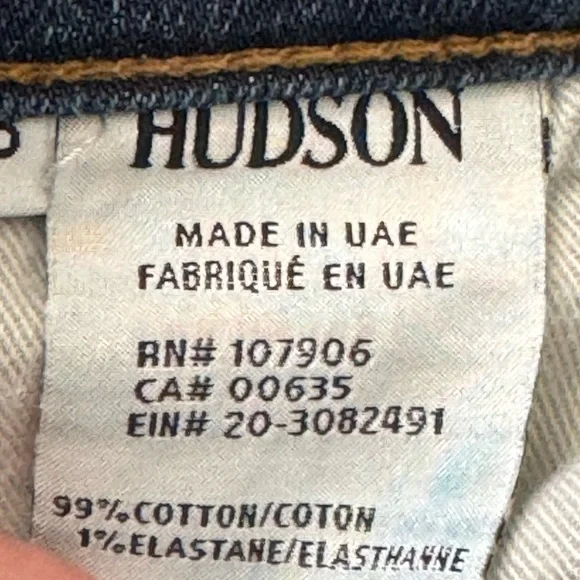 HUDSON
MADE IN UAE
FABRIQUÉ EN UAE
RN# 107906
CA# 00635
EIN# 20-3082491
99%COTTON/COTON
1%ELASTANE/ELASTHANNE